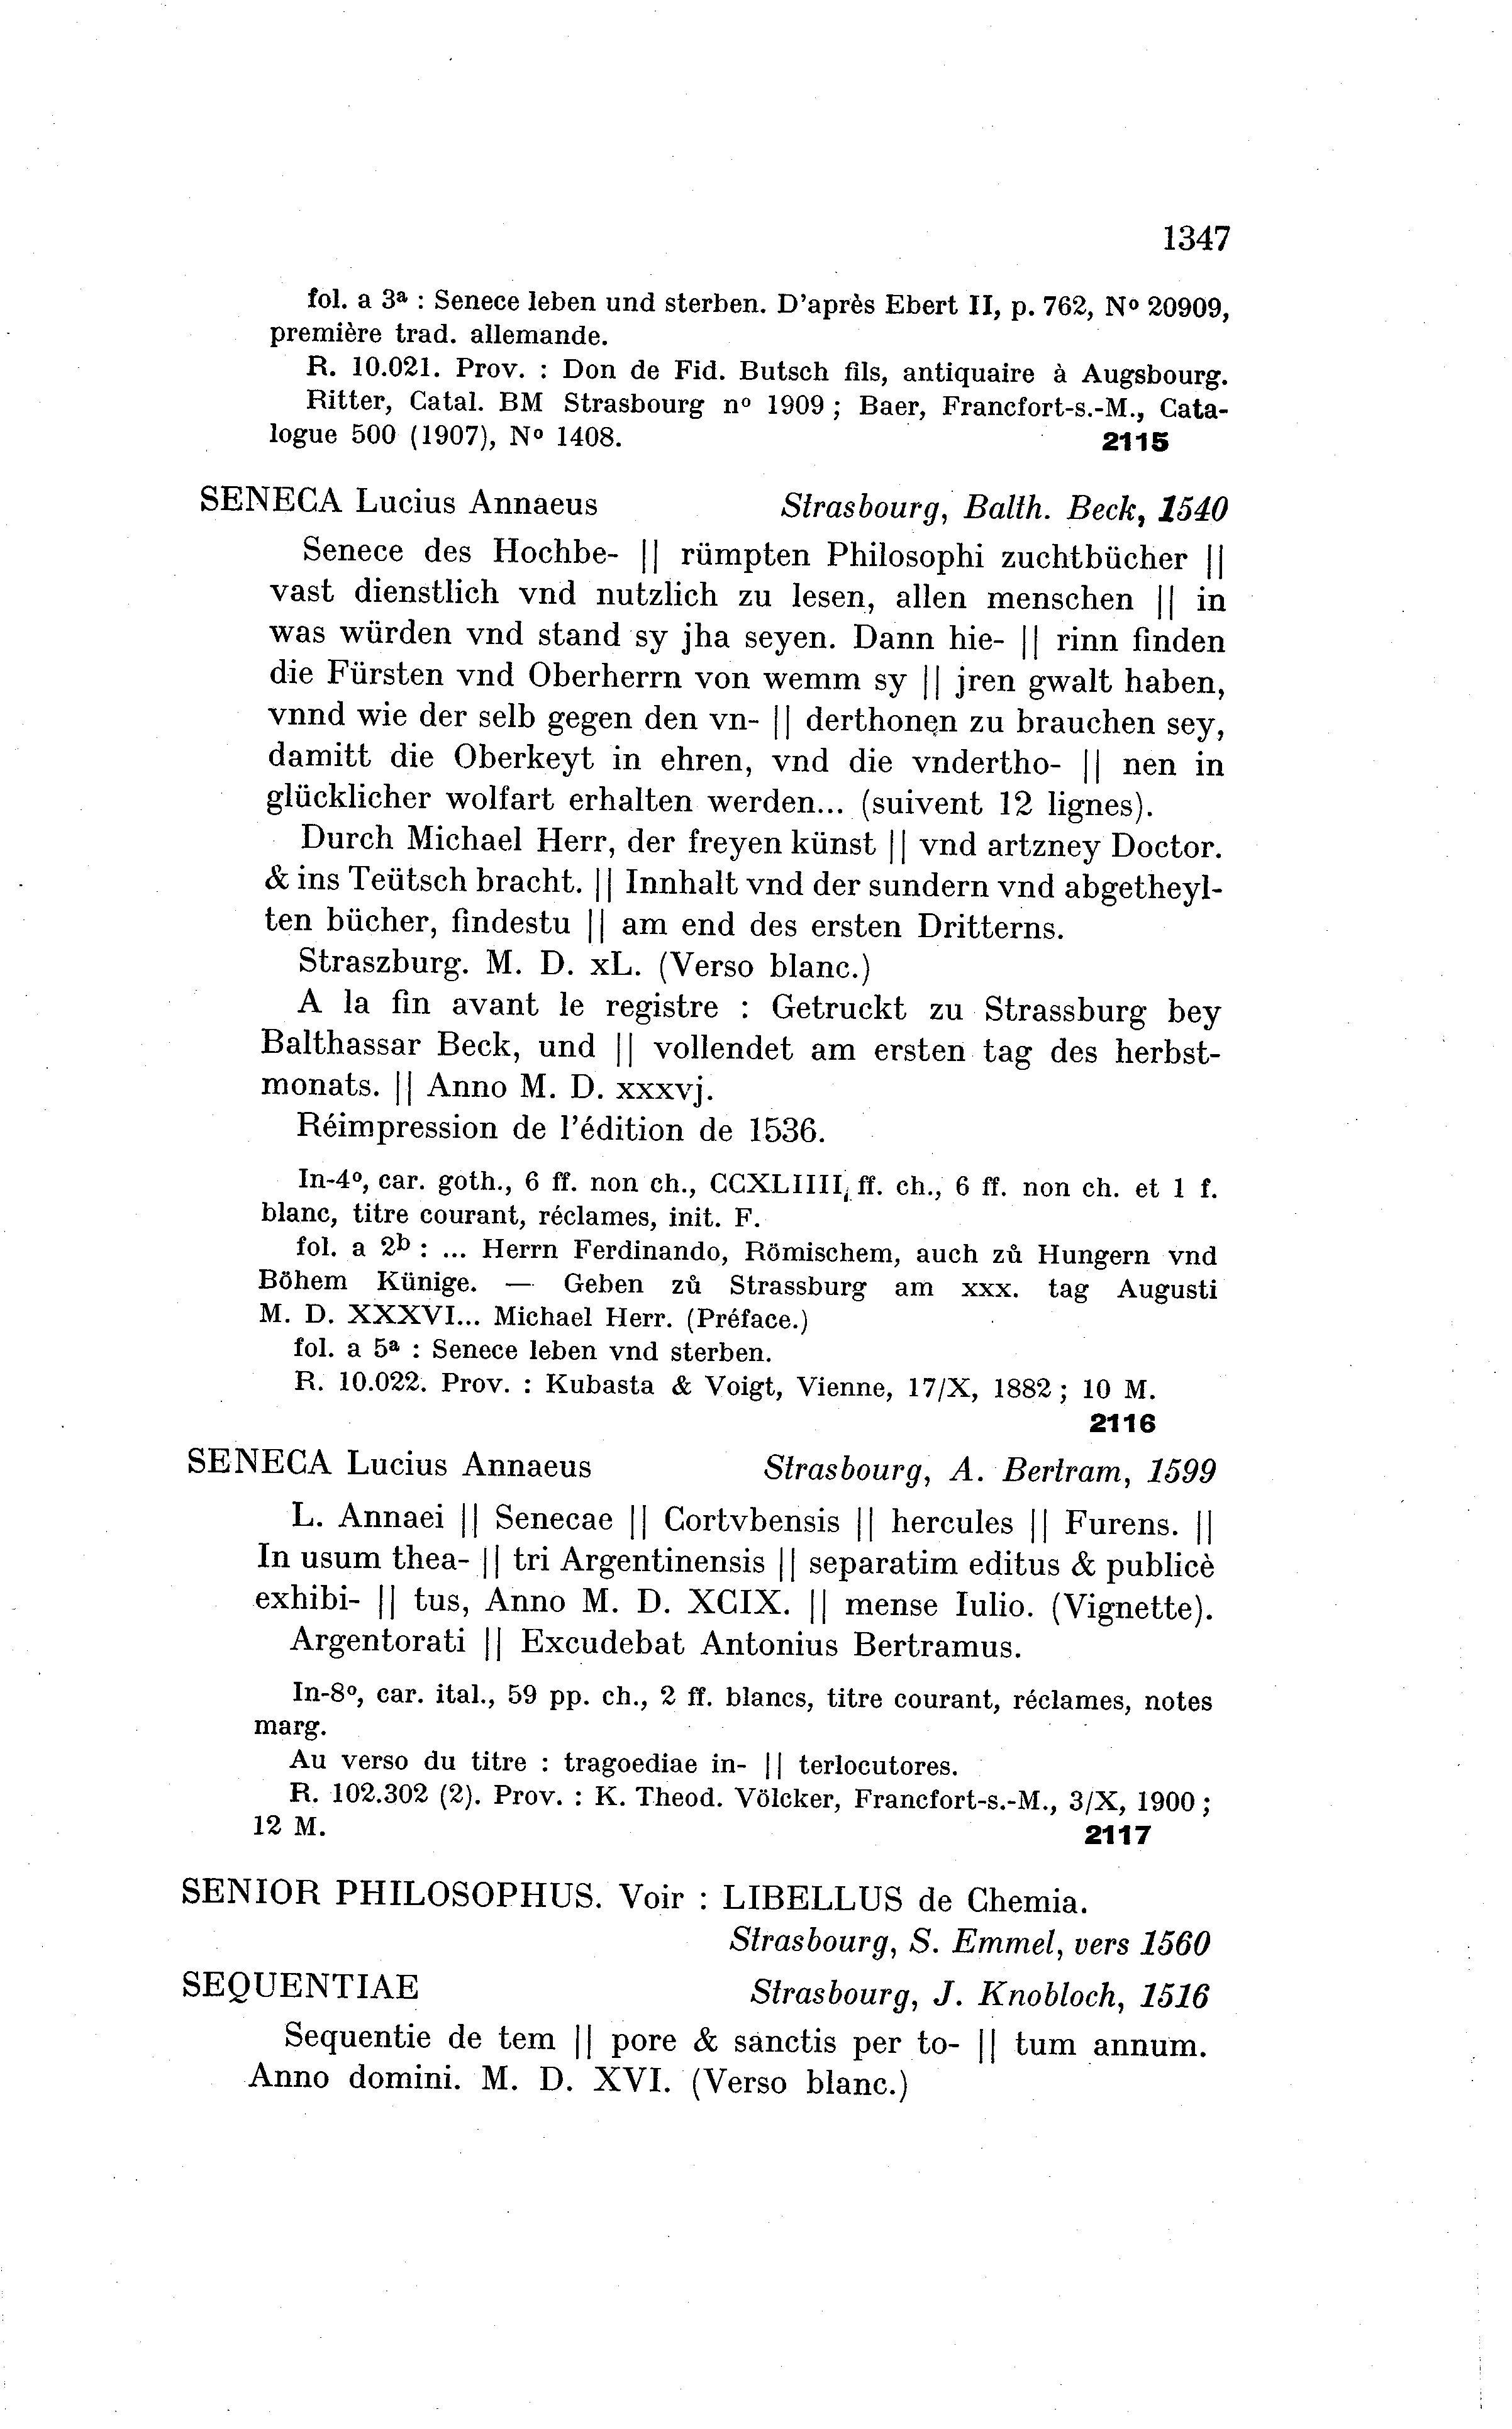 1347
fol. a 3ª : Senece leben und sterben. D'après Ebert II, p. 762, Nº 20909,
première trad. allemande.
R. 10.021. Prov. : Don de Fid. Butsch fils, antiquaire à Augsbourg.
Ritter, Catal. BM Strasbourg nº 1909 ; Baer, Francfort-s.-M., Cata-
logue 500 (1907), Nº 1408. 2115
SENECA Lucius Annaeus Strasbourg, Balth. Beck, 1540
Senece des Hochbe- || rümpten Philosophi zuchtbücher ||
vast dienstlich vnd nutzlich zu lesen, allen menschen || in
was würden vnd stand sy jha seyen. Dann hie- || rinn finden
die Fürsten vnd Oberherrn von wemm sy || jren gwalt haben,
vnnd wie der selb gegen den vn- || derthonen zu brauchen sey,
damitt die Oberkeyt in ehren, vnd die vndertho- || nen in
glücklicher wolfart erhalten werden... (suivent 12 lignes).
Durch Michael Herr, der freyen künst || vnd artzney Doctor.
& ins Teütsch bracht. || Innhalt vnd der sundern vnd abgetheyl-
ten bücher, findestu || am end des ersten Dritterns.
Straszburg. M. D. xL. (Verso blanc.)
A la fin avant le registre : Getruckt zu Strassburg bey
Balthassar Beck, und || vollendet am ersten tag des herbst-
monats. || Anno M. D. xxxvj.
Réimpression de l'édition de 1536.
In-4º, car. goth., 6 ff. non ch., CCXLIIII, ff. ch., 6 ff. non ch. et 1 f.
blanc, titre courant, réclames, init. F.
fol. a 2ᵇ : ... Herrn Ferdinando, Römischem, auch zů Hungern vnd
Böhem Künige. — Geben zů Strassburg am xxx. tag Augusti
M. D. XXXVI... Michael Herr. (Préface.)
fol. a 5ª : Senece leben vnd sterben.
R. 10.022. Prov. : Kubasta & Voigt, Vienne, 17/X, 1882 ; 10 M.
2116
SENECA Lucius Annaeus Strasbourg, A. Bertram, 1599
L. Annaei || Senecae || Cortvbensis || hercules || Furens. ||
In usum thea- || tri Argentinensis || separatim editus & publicè
exhibi- || tus, Anno M. D. XCIX. || mense Iulio. (Vignette).
Argentorati || Excudebat Antonius Bertramus.
In-8º, car. ital., 59 pp. ch., 2 ff. blancs, titre courant, réclames, notes
marg.
Au verso du titre : tragoediae in- || terlocutores.
R. 102.302 (2). Prov. : K. Theod. Völcker, Francfort-s.-M., 3/X, 1900 ;
12 M. 2117
SENIOR PHILOSOPHUS. Voir : LIBELLUS de Chemia.
Strasbourg, S. Emmel, vers 1560
SEQUENTIAE Strasbourg, J. Knobloch, 1516
Sequentie de tem || pore & sanctis per to- || tum annum.
Anno domini. M. D. XVI. (Verso blanc.)